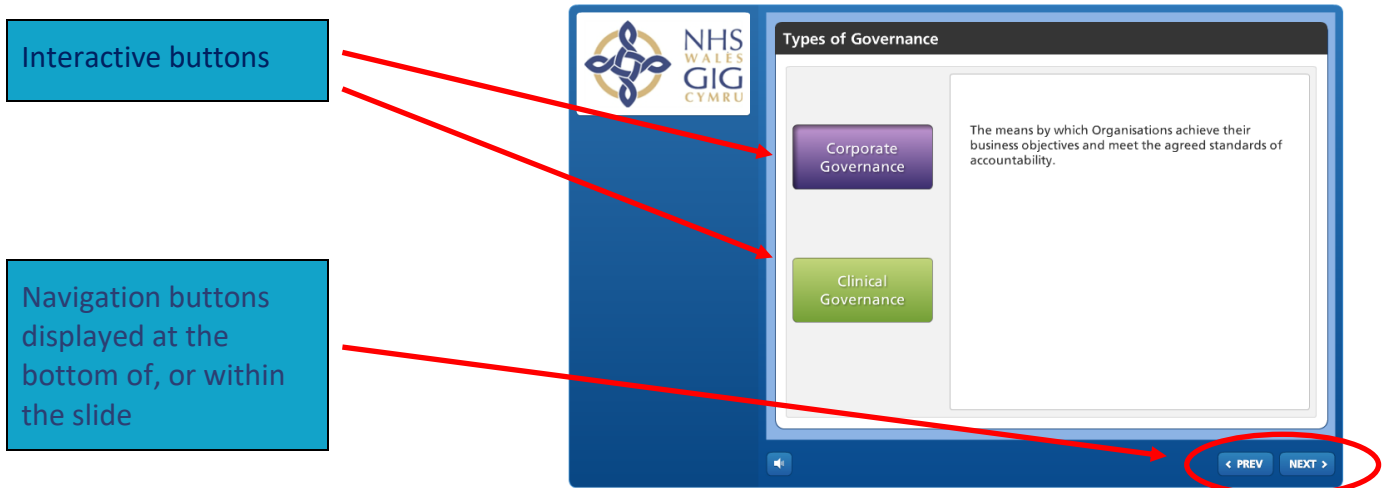 Interactive buttons
Navigation buttons
displayed at the
bottom of, or within
the slide
NHS
WALES
GIG
CYMRU
Types of Governance
Corporate
Governance
The means by which Organisations achieve their
business objectives and meet the agreed standards of
accountability.
Clinical
Governance
< PREV
NEXT >